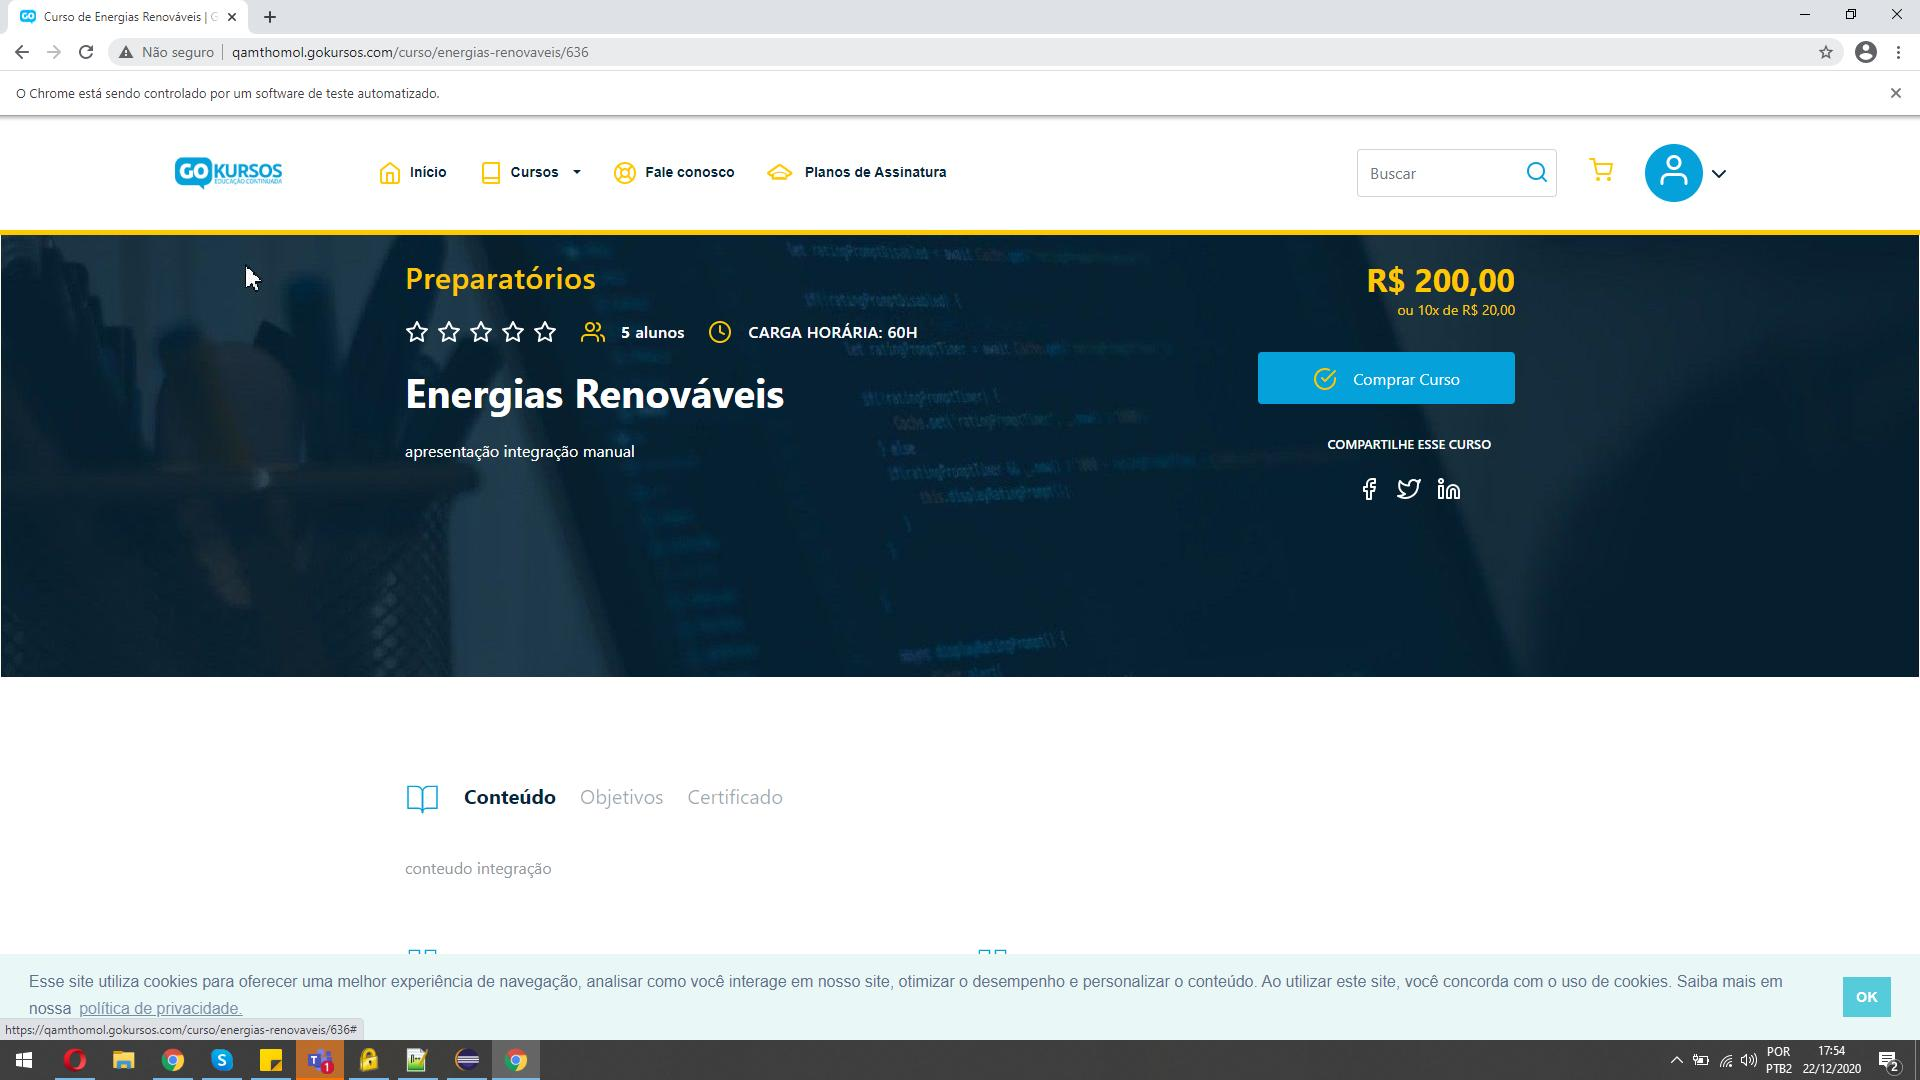 Curso de Energias Renováveis | G
Não seguro
qamthomol.gokursos.com/curso/energias-renovaveis/636
O Chrome está sendo controlado por um software de teste automatizado.
GO KURSOS
EDUCAÇÃO CONTINUADA
Início
Cursos
Fale conosco
Planos de Assinatura
Buscar
Preparatórios
R$ 200,00
ou 10x de R$ 20,00
5 alunos
CARGA HORÁRIA: 60H
Comprar Curso
Energias Renováveis
COMPARTILHE ESSE CURSO
apresentação integração manual
Conteúdo
Objetivos
Certificado
conteudo integração
Esse site utiliza cookies para oferecer uma melhor experiência de navegação, analisar como você interage em nosso site, otimizar o desempenho e personalizar o conteúdo. Ao utilizar este site, você concorda com o uso de cookies. Saiba mais em
nossa política de privacidade.
OK
https://qamthomol.gokursos.com/curso/energias-renovaveis/636#
POR
PTB2
17:54
22/12/2020
2
1